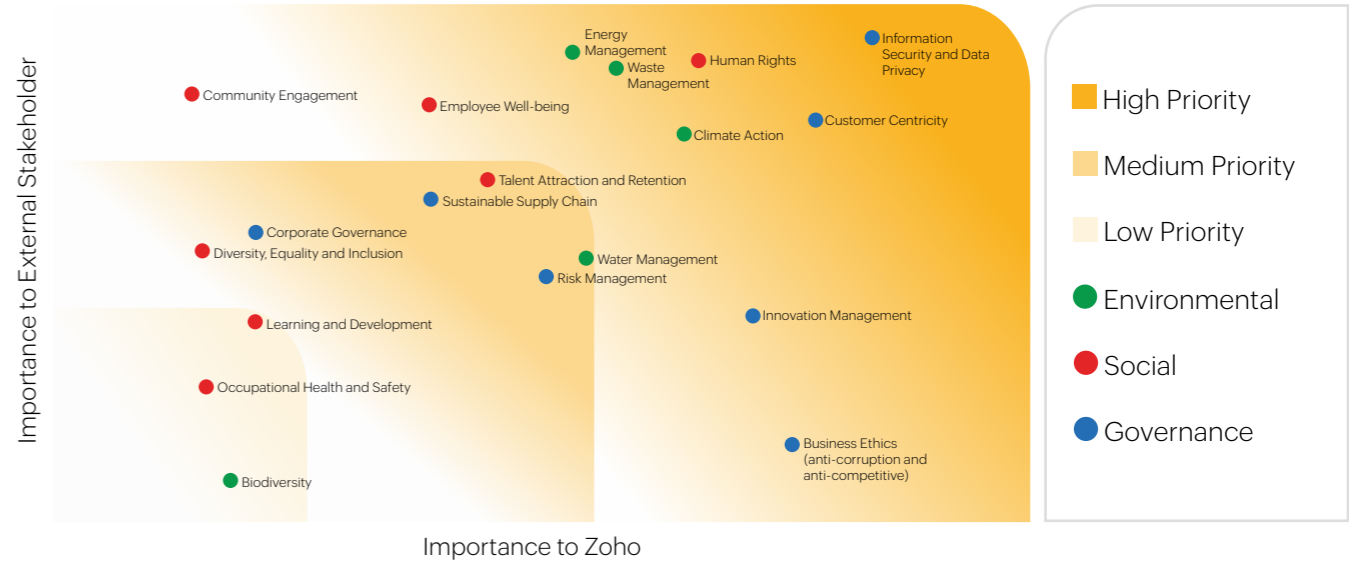 Importance to External Stakeholder
Energy
Management
Waste
Management
Human Rights
Information
Security and Data
Privacy
Community Engagement
Employee Well-being
Customer Centricity
Climate Action
Talent Attraction and Retention
Sustainable Supply Chain
Corporate Governance
Diversity, Equality and Inclusion
Water Management
Risk Management
Learning and Development
Innovation Management
Occupational Health and Safety
Business Ethics
(anti-corruption and
anti-competitive)
Biodiversity
Importance to Zoho
High Priority
Medium Priority
Low Priority
Environmental
Social
Governance